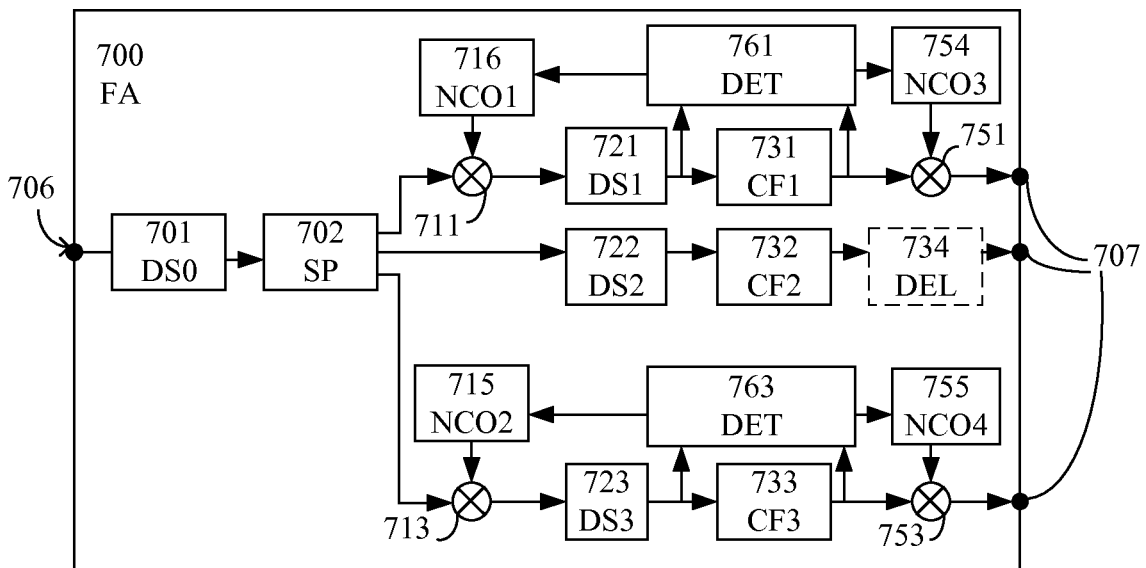 700
FA
716
NCO1
761
DET
754
NCO3
751
721
DS1
731
CF1
711
706
701
DS0
702
SP
722
DS2
732
CF2
734
DEL
707
715
NCO2
763
DET
755
NCO4
713
723
DS3
733
CF3
753